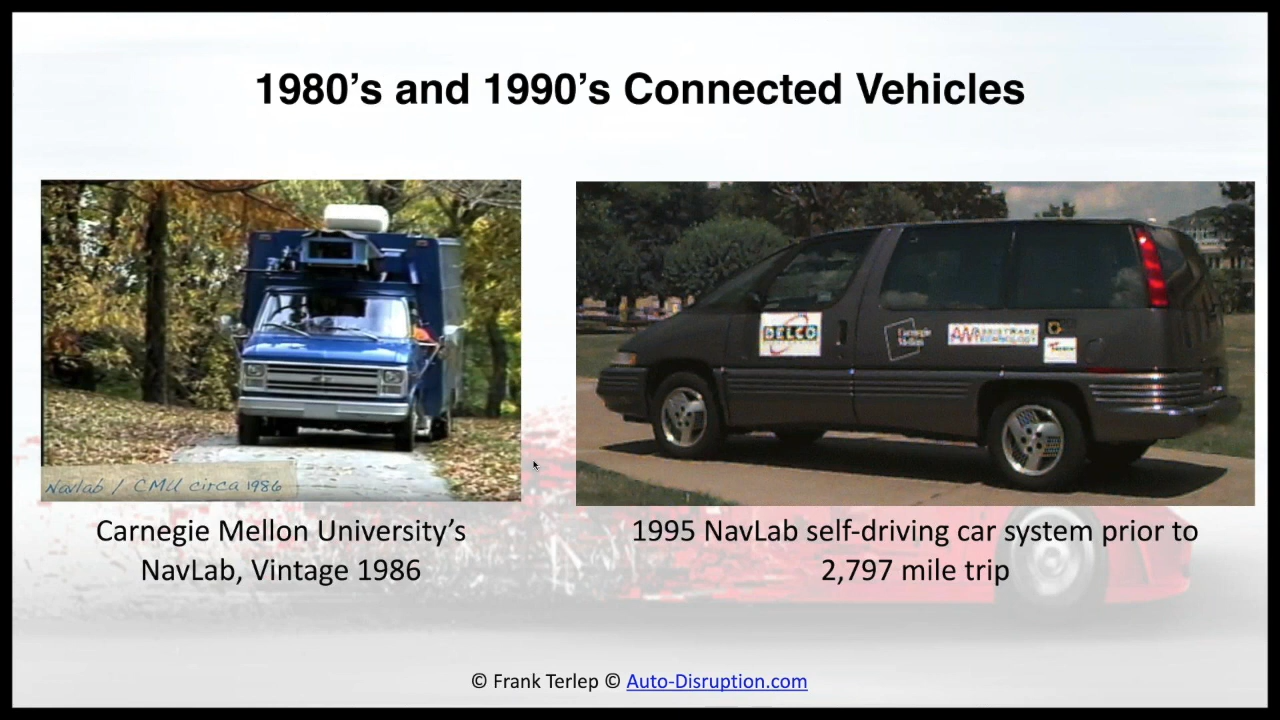 1980's and 1990's Connected Vehicles
DELCO
Carnegie
Mellon
ASSISTWARE
TECHNOLOGY
Navlab / CMU circa 1986
Carnegie Mellon University's
NavLab, Vintage 1986
1995 NavLab self-driving car system prior to
2,797 mile trip
© Frank Terlep © Auto-Disruption.com